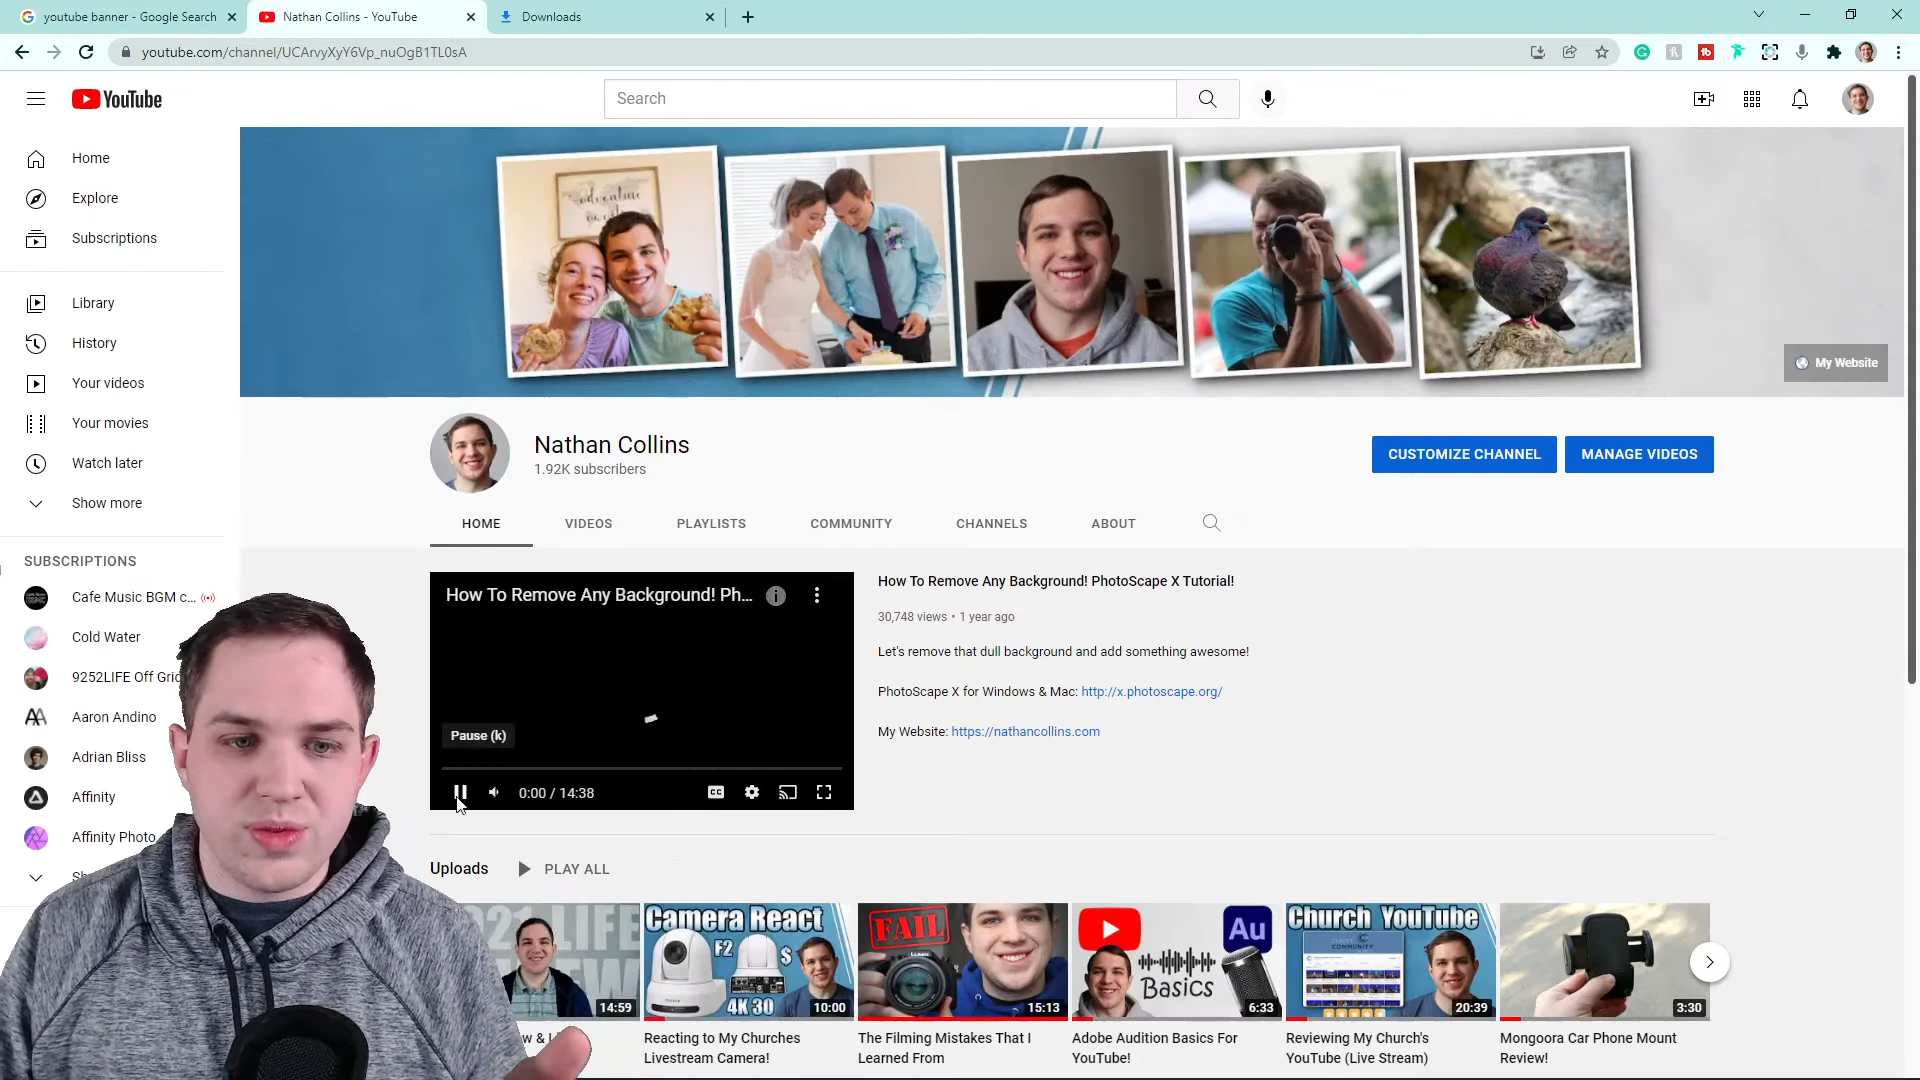 youtube banner - Google Search
Nathan Collins - YouTube
Downloads
youtube.com/channel/UCArvyXyY6Vp_nuOgB1TL0sA
YouTube
Search
Home
Explore
Subscriptions
Library
History
Your videos
Your movies
Watch later
Show more
SUBSCRIPTIONS
Cafe Music BGM c...
Cold Water
9252LIFE Off Grid
Aaron Andino
Adrian Bliss
Affinity
Affinity Photo
adventure
My Website
Nathan Collins
1.92K subscribers
CUSTOMIZE CHANNEL
MANAGE VIDEOS
HOME
VIDEOS
PLAYLISTS
COMMUNITY
CHANNELS
ABOUT
How To Remove Any Background! Ph...
Pause (k)
0:00 / 14:38
CC
How To Remove Any Background! PhotoScape X Tutorial!
30,748 views • 1 year ago
Let's remove that dull background and add something awesome!
PhotoScape X for Windows & Mac: http://x.photoscape.org/
My Website: https://nathancollins.com
Uploads
PLAY ALL
14:59
Camera React
F2
$
4K 30
10:00
Reacting to My Churches
Livestream Camera!
FAIL
15:13
The Filming Mistakes That I
Learned From
Au
Basics
6:33
Adobe Audition Basics For
YouTube!
Church YouTube
COMMUNITY
20:39
Reviewing My Church's
YouTube (Live Stream)
3:30
Mongoora Car Phone Mount
Review!